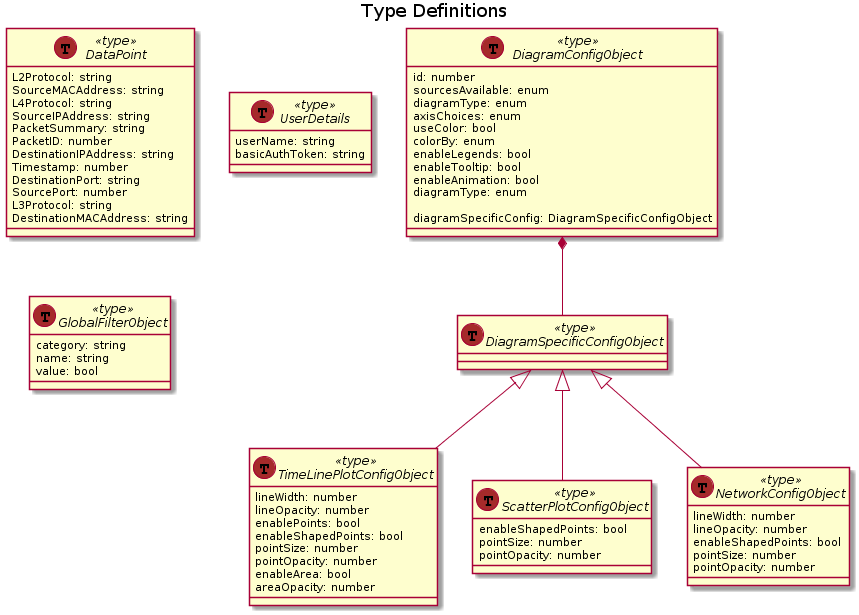 Type Definitions
T
«type»
DataPoint
L2Protocol: string
SourceMACAddress: string
L4Protocol: string
SourceIPAddress: string
PacketSummary: string
PacketID: number
DestinationIPAddress: string
Timestamp: number
DestinationPort: string
SourcePort: number
L3Protocol: string
DestinationMACAddress: string
T
«type»
UserDetails
userName: string
basicAuthToken: string
T
«type»
DiagramConfigObject
id: number
sourcesAvailable: enum
diagramType: enum
axisChoices: enum
useColor: bool
colorBy: enum
enableLegends: bool
enableTooltip: bool
enableAnimation: bool
diagramType: enum
diagramSpecificConfig: DiagramSpecificConfigObject
T
«type»
GlobalFilterObject
category: string
name: string
value: bool
T
«type»
DiagramSpecificConfigObject
T
«type»
TimeLinePlotConfigObject
lineWidth: number
lineOpacity: number
enablePoints: bool
enableShapedPoints: bool
pointSize: number
pointOpacity: number
enableArea: bool
areaOpacity: number
T
«type»
ScatterPlotConfigObject
enableShapedPoints: bool
pointSize: number
pointOpacity: number
T
«type»
NetworkConfigObject
lineWidth: number
lineOpacity: number
enableShapedPoints: bool
pointSize: number
pointOpacity: number